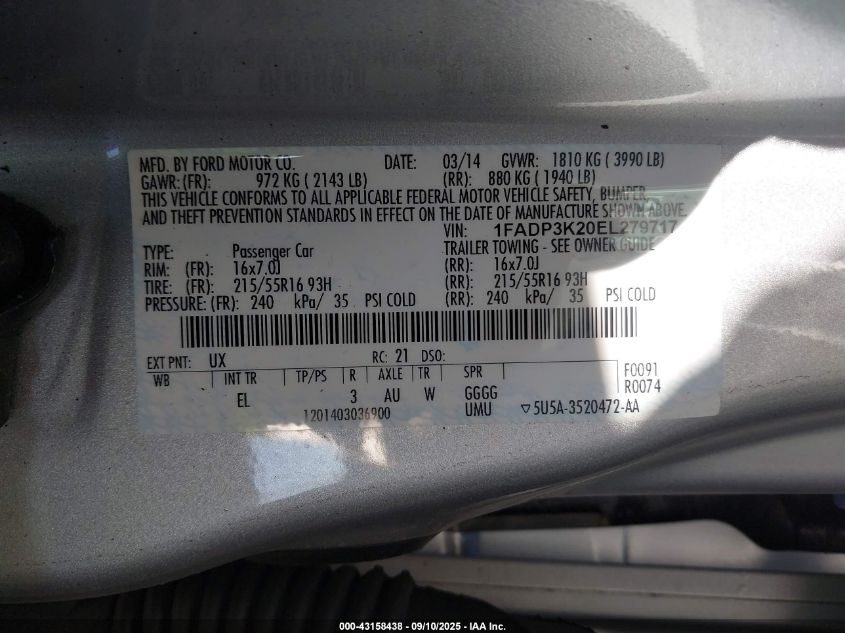 MFD. BY FORD MOTOR CO. DATE: 03/14 GVWR: 1810 KG ( 3990 LB)
GAWR: (FR): 972 KG ( 2143 LB) (RR): 880 KG ( 1940 LB)
THIS VEHICLE CONFORMS TO ALL APPLICABLE FEDERAL MOTOR VEHICLE SAFETY, BUMPER,
AND THEFT PREVENTION STANDARDS IN EFFECT ON THE DATE OF MANUFACTURE SHOWN ABOVE.
VIN: 1FADP3K20EL279717
TYPE: Passenger Car TRAILER TOWING - SEE OWNER GUIDE
RIM: (FR): 16x7.0J (RR): 16x7.0J
TIRE: (FR): 215/55R16 93H (RR): 215/55R16 93H
PRESSURE: (FR): 240 kPa/ 35 PSI COLD (RR): 240 kPa/ 35 PSI COLD
EXT PNT: UX RC: 21 DSO:
WB INT TR TP/PS R AXLE TR SPR F0091
EL 3 AU W GGGG R0074
1201403036900 UMU ▽5U5A-3520472-AA
000-43158438 - 09/10/2025 - IAA Inc.